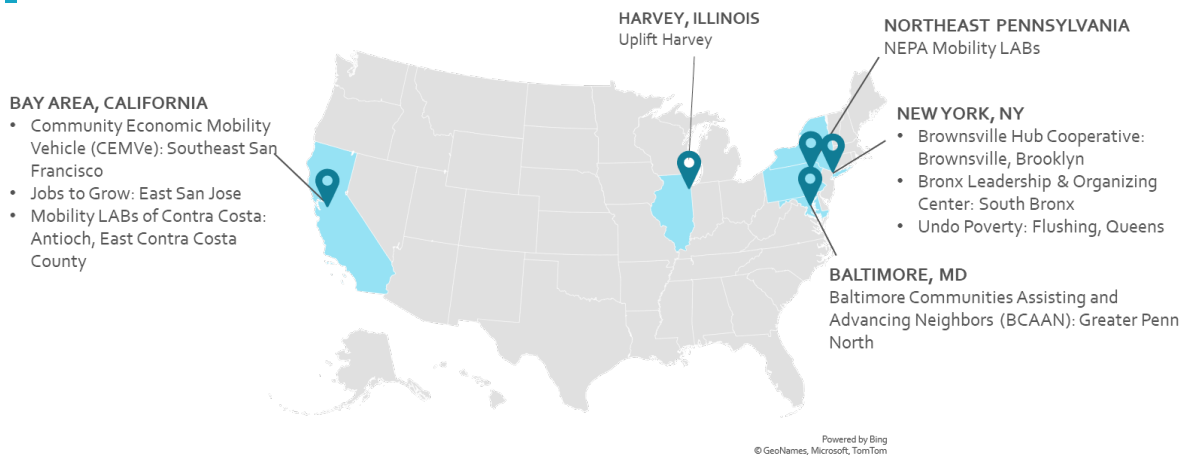 HARVEY, ILLINOIS
Uplift Harvey
NORTHEAST PENNSYLVANIA
NEPA Mobility LABs
BAY AREA, CALIFORNIA
• Community Economic Mobility
Vehicle (CEMVe): Southeast San
Francisco
• Jobs to Grow: East San Jose
• Mobility LABs of Contra Costa:
Antioch, East Contra Costa
County
NEW YORK, NY
• Brownsville Hub Cooperative:
Brownsville, Brooklyn
• Bronx Leadership & Organizing
Center: South Bronx
• Undo Poverty: Flushing, Queens
BALTIMORE, MD
Baltimore Communities Assisting and
Advancing Neighbors (BCAAN): Greater Penn
North
Powered by Bing
© GeoNames, Microsoft, TomTom